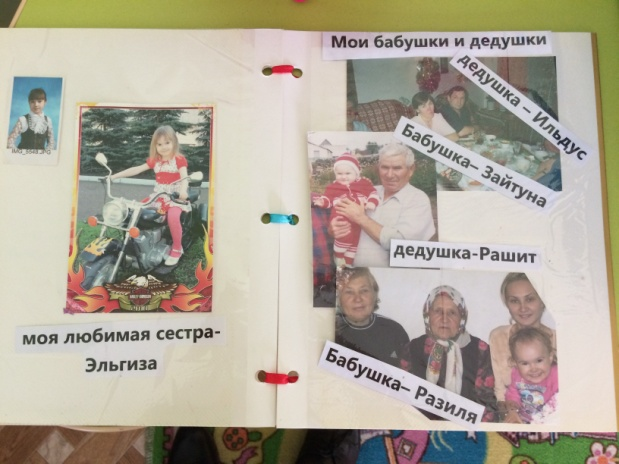 Мои бабушки и дедушки
дедушка – Ильдус
Бабушка– Зайтуна
дедушка-Рашит
Бабушка– Разиля
моя любимая сестра-
Эльгиза